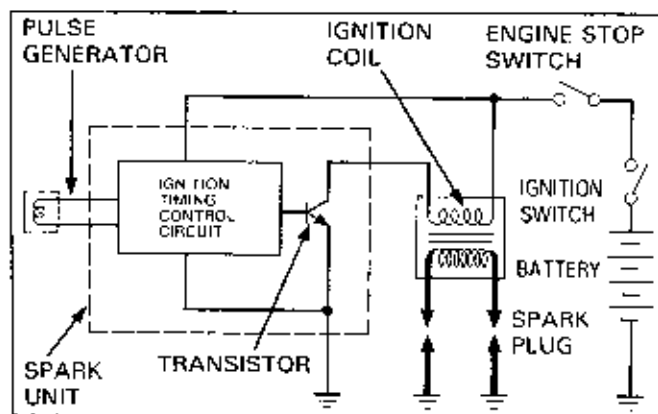 PULSE
GENERATOR
IGNITION
COIL
ENGINE STOP
SWITCH
IGNITION
TIMING
CONTROL
CIRCUIT
IGNITION
SWITCH
BATTERY
SPARK
PLUG
TRANSISTOR
SPARK
UNIT